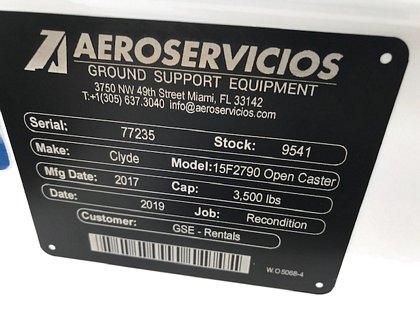 AEROSERVICIOS
GROUND SUPPORT EQUIPMENT
3750 NW 49th Street Miami, FL 33142
T:+1(305) 637.3040 info@aeroservicios.com
Serial: 77235 Stock: 9541
Make: Clyde Model: 15F2790 Open Caster
Mfg Date: 2017 Cap: 3,500 lbs
Date: 2019 Job: Recondition
Customer: GSE - Rentals
W.O5068-4